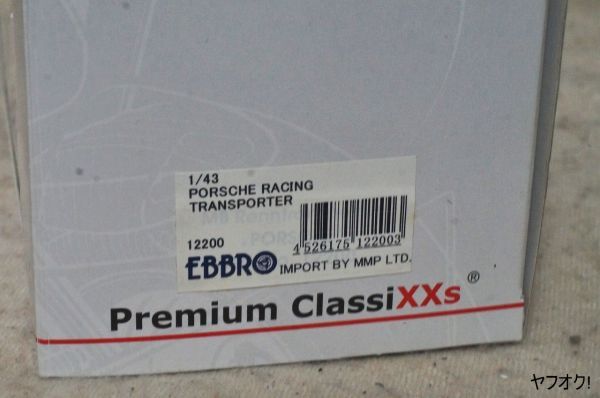 1/43
PORSCHE RACING
TRANSPORTER
12200
4 526175 122003
EBBRO IMPORT BY MMP LTD.
Premium ClassiXXs ®
ヤフオク!